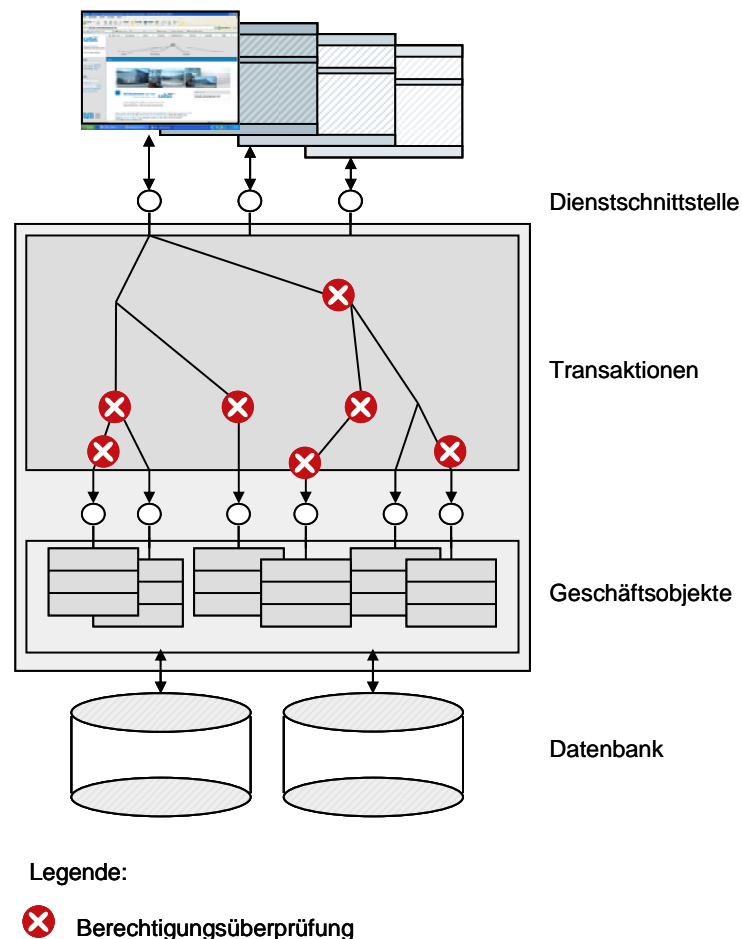 Dienstschnittstelle
Transaktionen
Geschäftsobjekte
Datenbank
Legende:
Berechtigungsüberprüfung